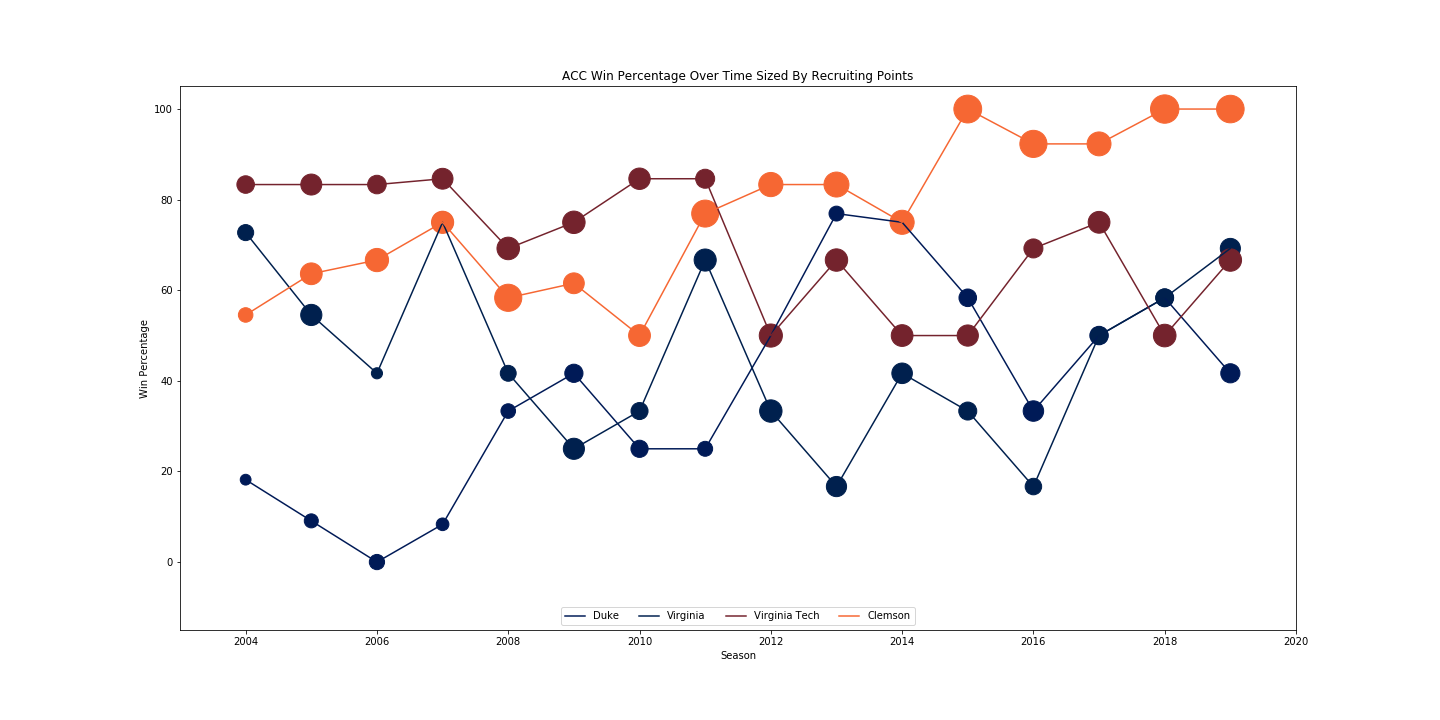 ACC Win Percentage Over Time Sized By Recruiting Points
100
80
60
40
20
0
Win Percentage
Duke Virginia Virginia Tech Clemson
2004 2006 2008 2010 2012 2014 2016 2018 2020
Season